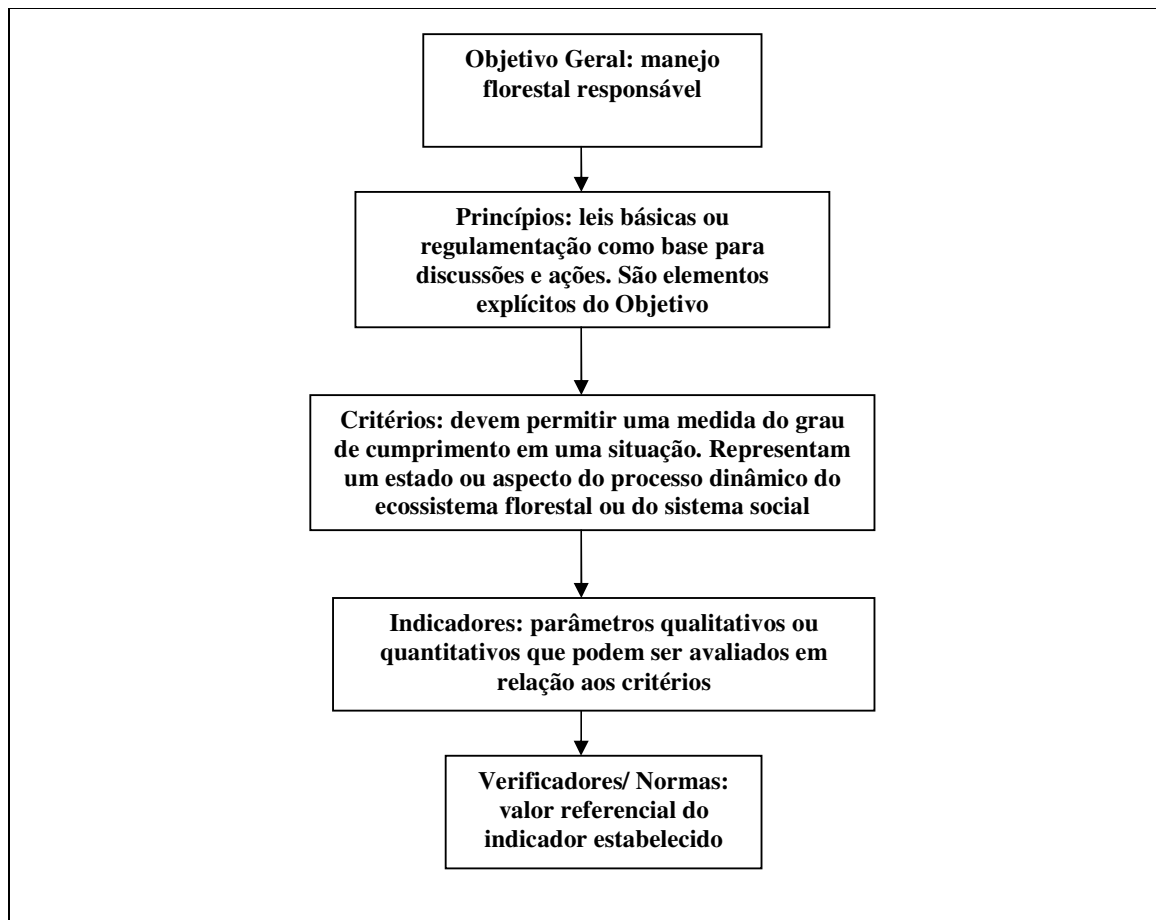 Objetivo Geral: manejo
florestal responsável
Princípios: leis básicas ou
regulamentação como base para
discussões e ações. São elementos
explícitos do Objetivo
Critérios: devem permitir uma medida do grau
de cumprimento em uma situação. Representam
um estado ou aspecto do processo dinâmico do
ecossistema florestal ou do sistema social
Indicadores: parâmetros qualitativos ou
quantitativos que podem ser avaliados em
relação aos critérios
Verificadores/ Normas:
valor referencial do
indicador estabelecido